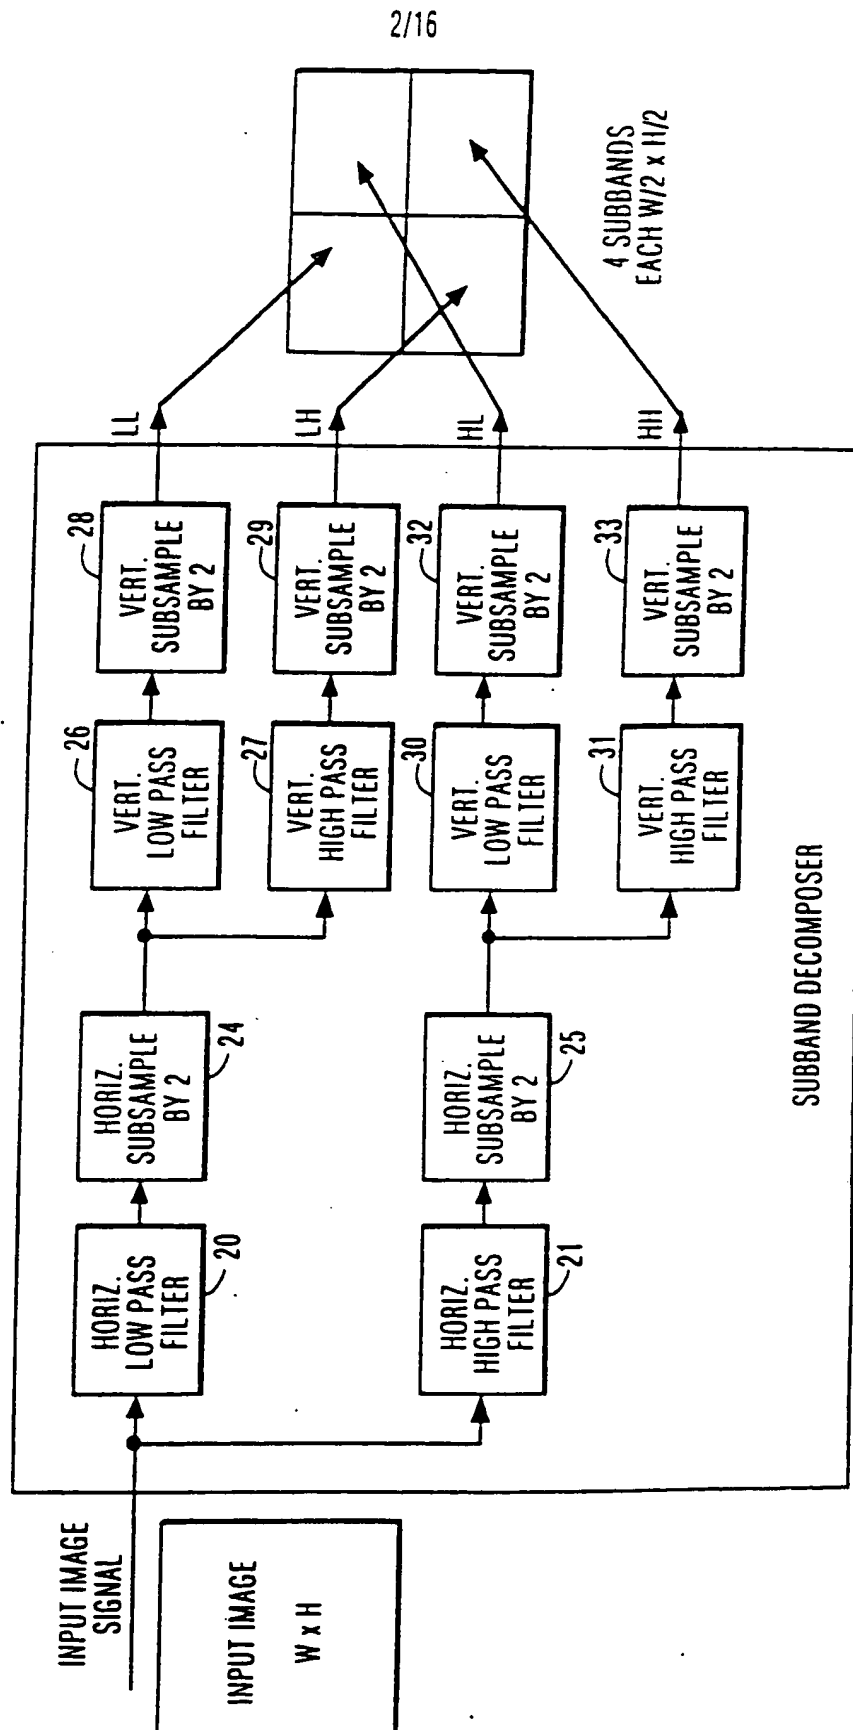 2/16
INPUT IMAGE
SIGNAL
INPUT IMAGE
W x H
HORIZ.
LOW PASS
FILTER
20
HORIZ.
SUBSAMPLE
BY 2
24
VERT.
LOW PASS
FILTER
26
VERT.
SUBSAMPLE
BY 2
28
LL
VERT.
HIGH PASS
FILTER
27
VERT.
SUBSAMPLE
BY 2
29
LH
HORIZ.
HIGH PASS
FILTER
21
HORIZ.
SUBSAMPLE
BY 2
25
VERT.
LOW PASS
FILTER
30
VERT.
SUBSAMPLE
BY 2
32
HL
VERT.
HIGH PASS
FILTER
31
VERT.
SUBSAMPLE
BY 2
33
HH
4 SUBBANDS
EACH W/2 x H/2
SUBBAND DECOMPOSER